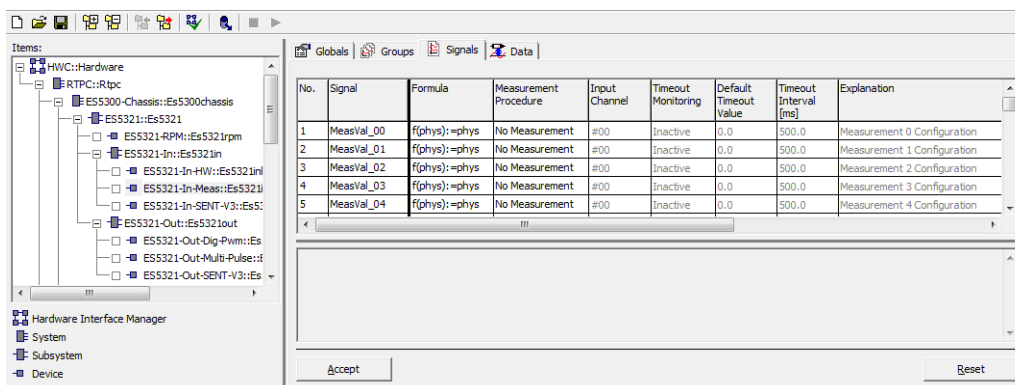 Items:
HWC::Hardware
RTPC::Rtpc
ES5300-Chassis::Es5300chassis
ES5321::Es5321
ES5321-RPM::Es5321rpm
ES5321-In::Es5321in
ES5321-In-HW::Es5321inl
ES5321-In-Meas::Es5321i
ES5321-In-SENT-V3::Es53
ES5321-Out::Es5321out
ES5321-Out-Dig-Pwm::Es.
ES5321-Out-Multi-Pulse::E
ES5321-Out-SENT-V3::Es
Hardware Interface Manager
System
Subsystem
Device
Globals Groups Signals Data
No. Signal Formula Measurement Procedure Input Channel Timeout Monitoring Default Timeout Value Timeout Interval [ms] Explanation
1 MeasVal_00 f(phys):=phys No Measurement #00 Inactive 0.0 500.0 Measurement 0 Configuration
2 MeasVal_01 f(phys):=phys No Measurement #00 Inactive 0.0 500.0 Measurement 1 Configuration
3 MeasVal_02 f(phys):=phys No Measurement #00 Inactive 0.0 500.0 Measurement 2 Configuration
4 MeasVal_03 f(phys):=phys No Measurement #00 Inactive 0.0 500.0 Measurement 3 Configuration
5 MeasVal_04 f(phys):=phys No Measurement #00 Inactive 0.0 500.0 Measurement 4 Configuration
Accept Reset